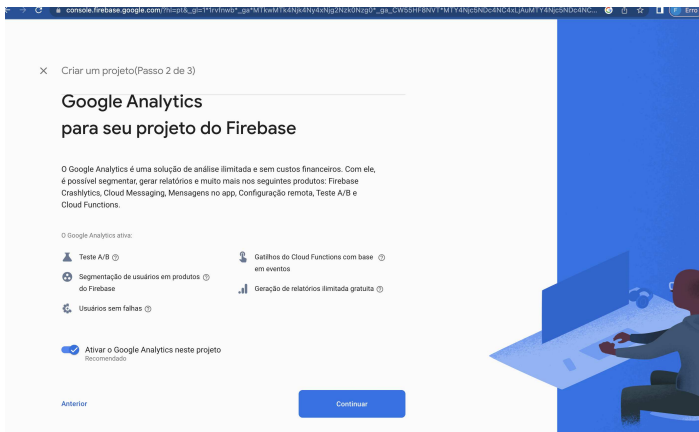 Criar um projeto(Passo 2 de 3)
Google Analytics
para seu projeto do Firebase
O Google Analytics é uma solução de análise ilimitada e sem custos financeiros. Com ele,
é possível segmentar, gerar relatórios e muito mais nos seguintes produtos: Firebase
Crashlytics, Cloud Messaging, Mensagens no app, Configuração remota, Teste A/B e
Cloud Functions.
O Google Analytics ativa:
Teste A/B
Segmentação de usuários em produtos
do Firebase
Usuários sem falhas
Gatilhos do Cloud Functions com base
em eventos
Geração de relatórios ilimitada gratuita
Ativar o Google Analytics neste projeto
Recomendado
Anterior
Continuar